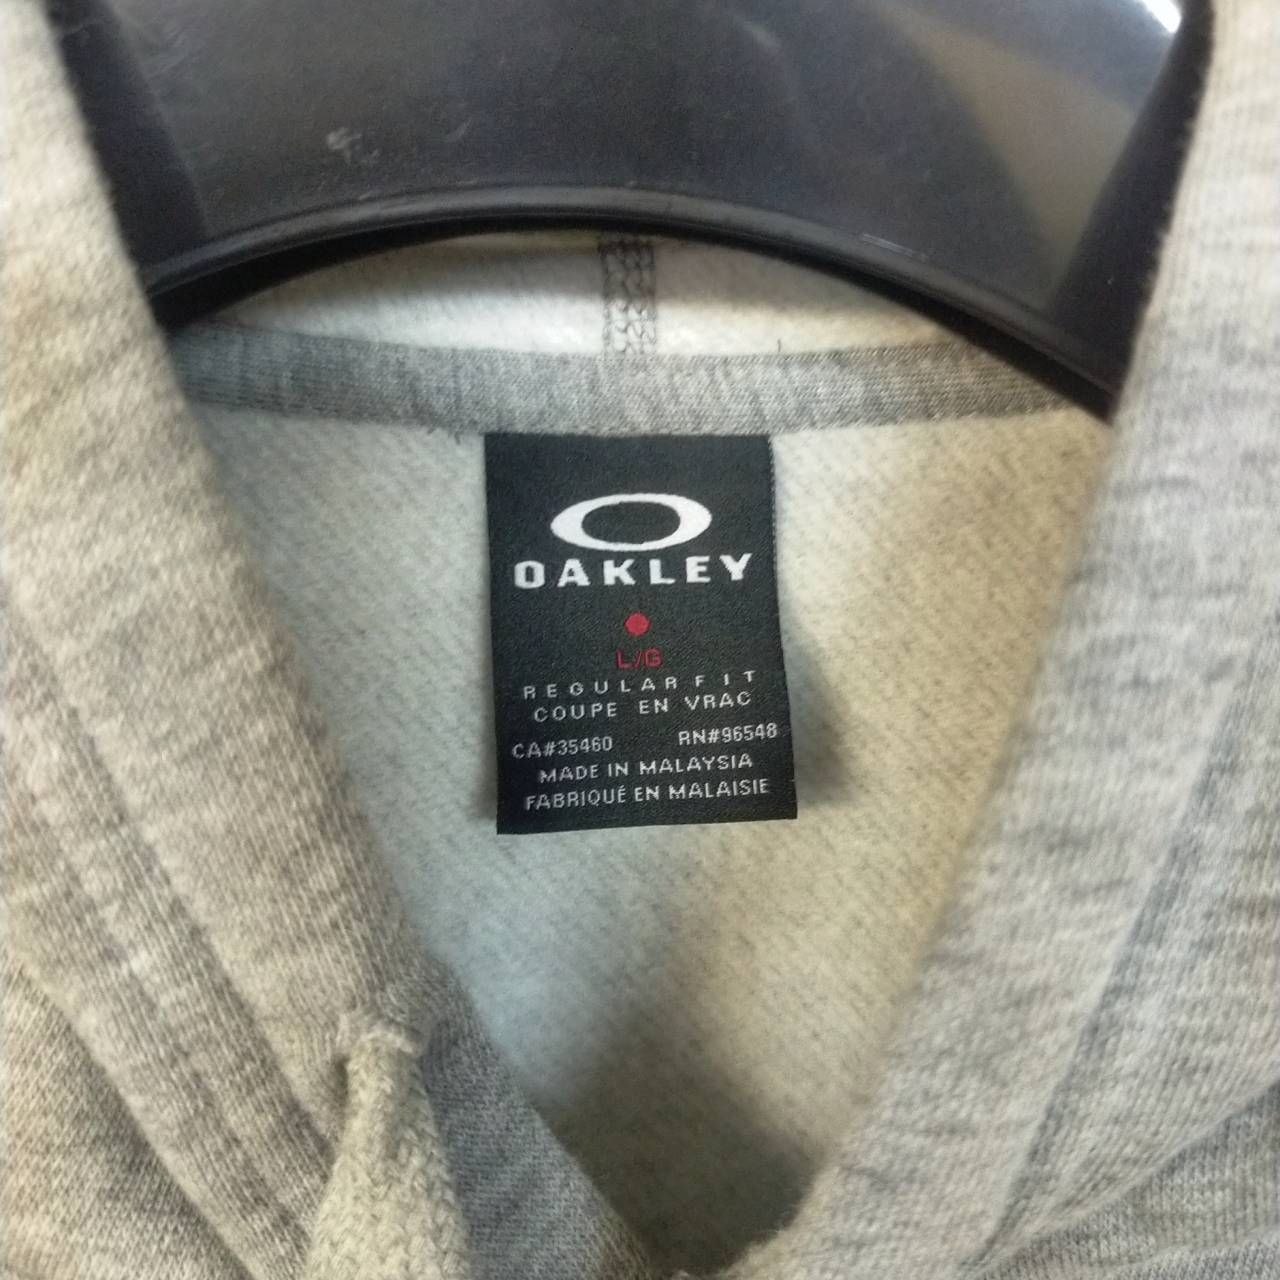 OAKLEY
L/G
REGULAR FIT
COUPE EN VRAC
CA#35460 RN#96548
MADE IN MALAYSIA
FABRIQUÉ EN MALAISIE